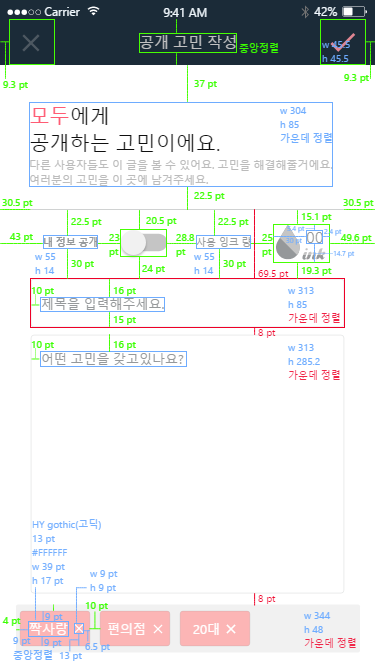 Carrier 9:41 AM 42%
공개 고민 작성 중앙정렬
w 45.5
h 45.5
9.3 pt 37 pt 9.3 pt
모두에게
공개하는 고민이에요.
w 304
h 85
가운데 정렬
다른 사용자들도 이 글을 볼 수 있어요. 고민을 해결해줄거에요.
여러분의 고민을 이 곳에 남겨주세요.
22.5 pt
30.5 pt 30.5 pt
22.5 pt 20.5 pt 22.5 pt 15.1 pt
43 pt 내 정보 공개 23 pt 28.8 pt 사용 잉크 량 25 pt 00 2.4 pt 49.6 pt
ink 14.7 pt
w 55
h 14
30 pt 24 pt
w 55
h 14
30 pt 69.5 pt 19.3 pt
10 pt 16 pt
제목을 입력해주세요.
15 pt
w 313
h 85
가운데 정렬
8 pt
10 pt 16 pt
어떤 고민을 갖고있나요?
w 313
h 285.2
가운데 정렬
HY gothic(고딕)
13 pt
#FFFFFF
w 39 pt
h 17 pt
w 9 pt
h 9 pt
8 pt
10 pt
4 pt 9 pt
짝사랑 × 편의점 × 20대 ×
w 344
h 48
가운데 정렬
9 pt 9 pt 6.5 pt
중앙정렬 13 pt